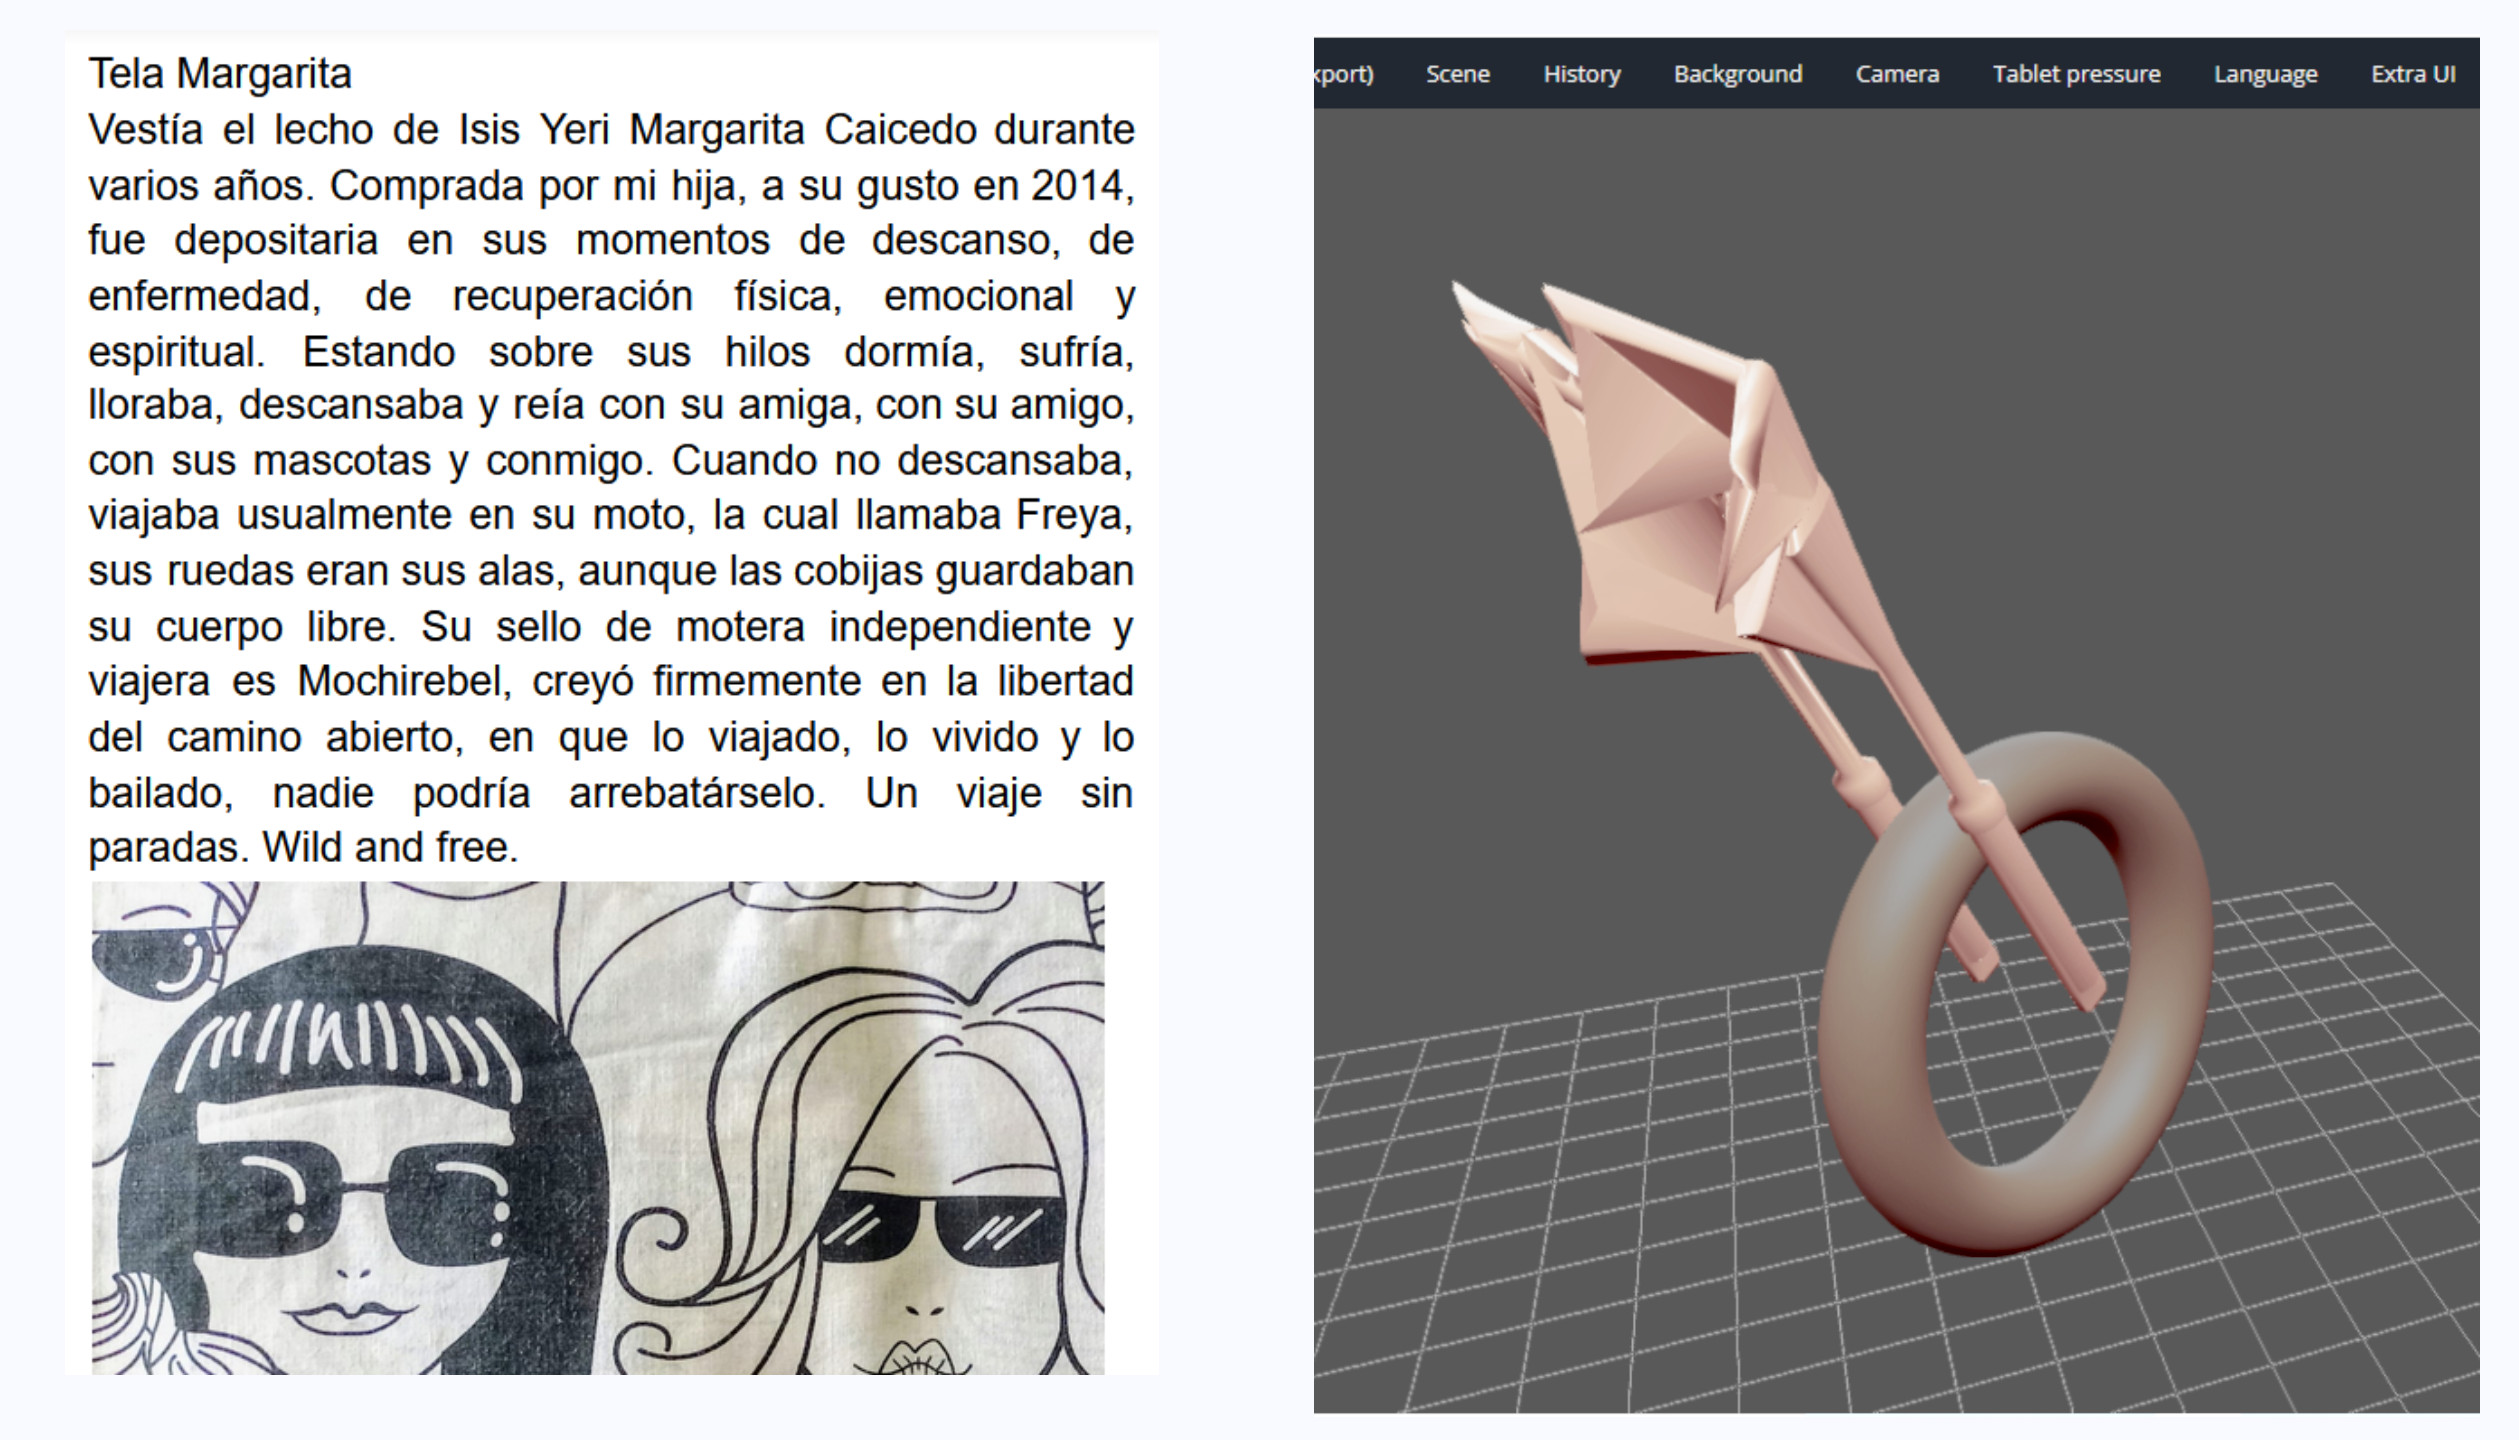 Tela Margarita
Vestía el lecho de Isis Yeri Margarita Caicedo durante
varios años. Comprada por mi hija, a su gusto en 2014,
fue depositaria en sus momentos de descanso, de
enfermedad, de recuperación física, emocional y
espiritual. Estando sobre sus hilos dormía, sufría,
lloraba, descansaba y reía con su amiga, con su amigo,
con sus mascotas y conmigo. Cuando no descansaba,
viajaba usualmente en su moto, la cual llamaba Freya,
sus ruedas eran sus alas, aunque las cobijas guardaban
su cuerpo libre. Su sello de motera independiente y
viajera es Mochirebel, creyó firmemente en la libertad
del camino abierto, en que lo viajado, lo vivido y lo
bailado, nadie podría arrebatárselo. Un viaje sin
paradas. Wild and free.
Scene History Background Camera Tablet pressure Language Extra UI